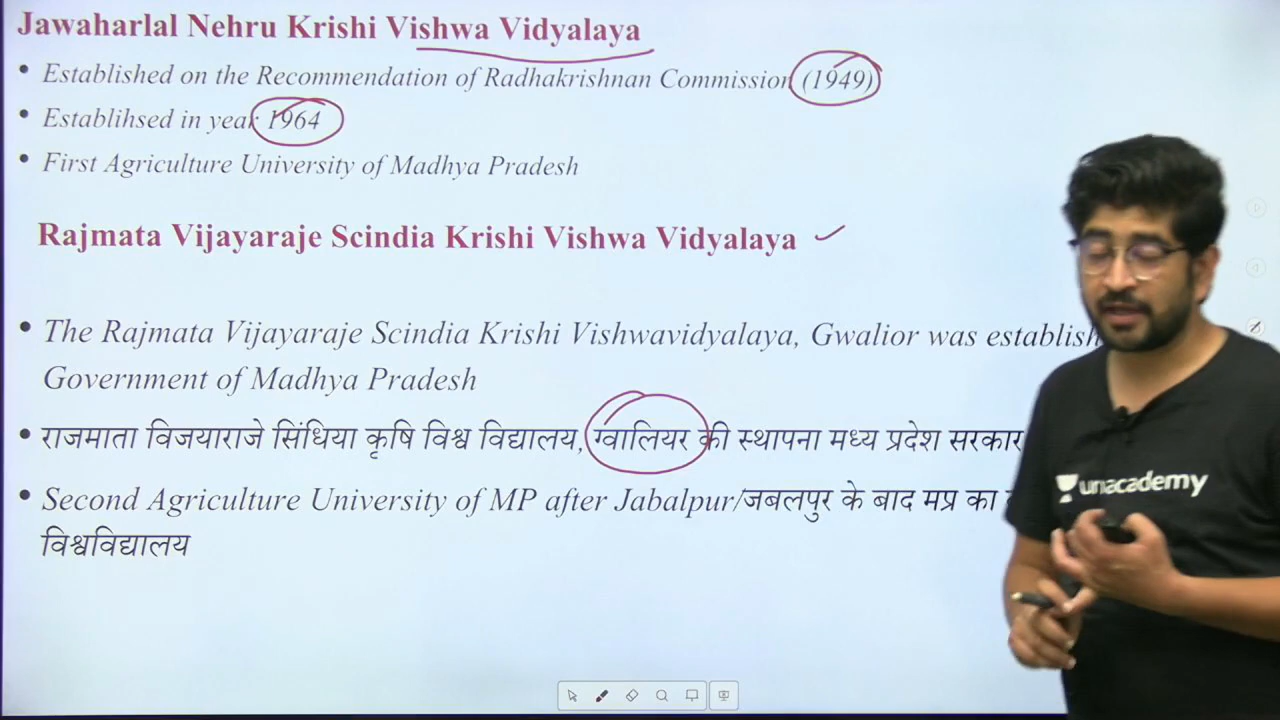 Jawaharlal Nehru Krishi Vishwa Vidyalaya
• Established on the Recommendation of Radhakrishnan Commission (1949)
• Establihsed in year 1964
• First Agriculture University of Madhya Pradesh
Rajmata Vijayaraje Scindia Krishi Vishwa Vidyalaya
• The Rajmata Vijayaraje Scindia Krishi Vishwavidyalaya, Gwalior was establish
Government of Madhya Pradesh
• राजमाता विजयाराजे सिंधिया कृषि विश्व विद्यालय, ग्वालियर की स्थापना मध्य प्रदेश सरकार
• Second Agriculture University of MP after Jabalpur/जबलपुर के बाद मप्र का
विश्वविद्यालय
unacademy